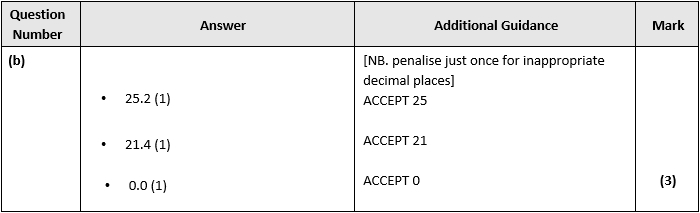 Question Number
Answer
Additional Guidance
Mark
(b)
[NB. penalise just once for inappropriate
decimal places]
• 25.2 (1)
ACCEPT 25
• 21.4 (1)
ACCEPT 21
• 0.0 (1)
ACCEPT 0
(3)